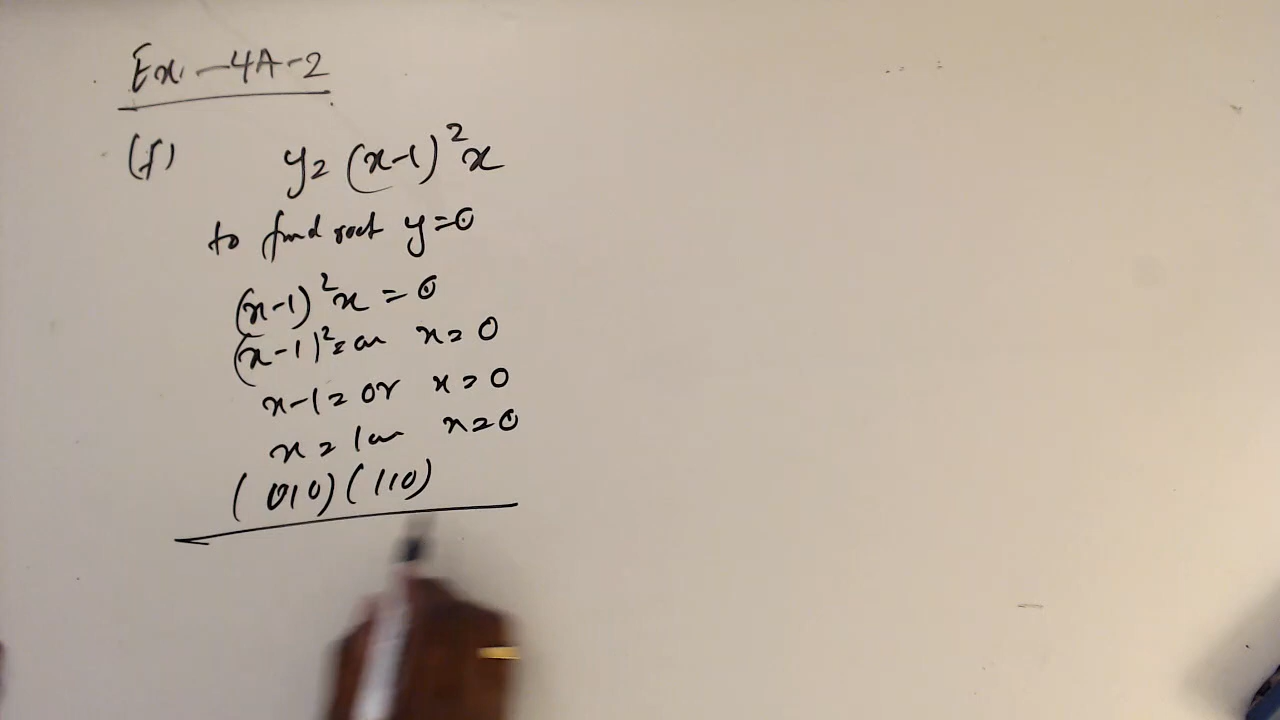 Ex. -4A-2
(f) y = (x-1)²x
to find root y=0
(x-1)²x = 0
(x-1)²=or x=0
x-1= or x=0
x=1 or x=0
(0,0)(1,0)